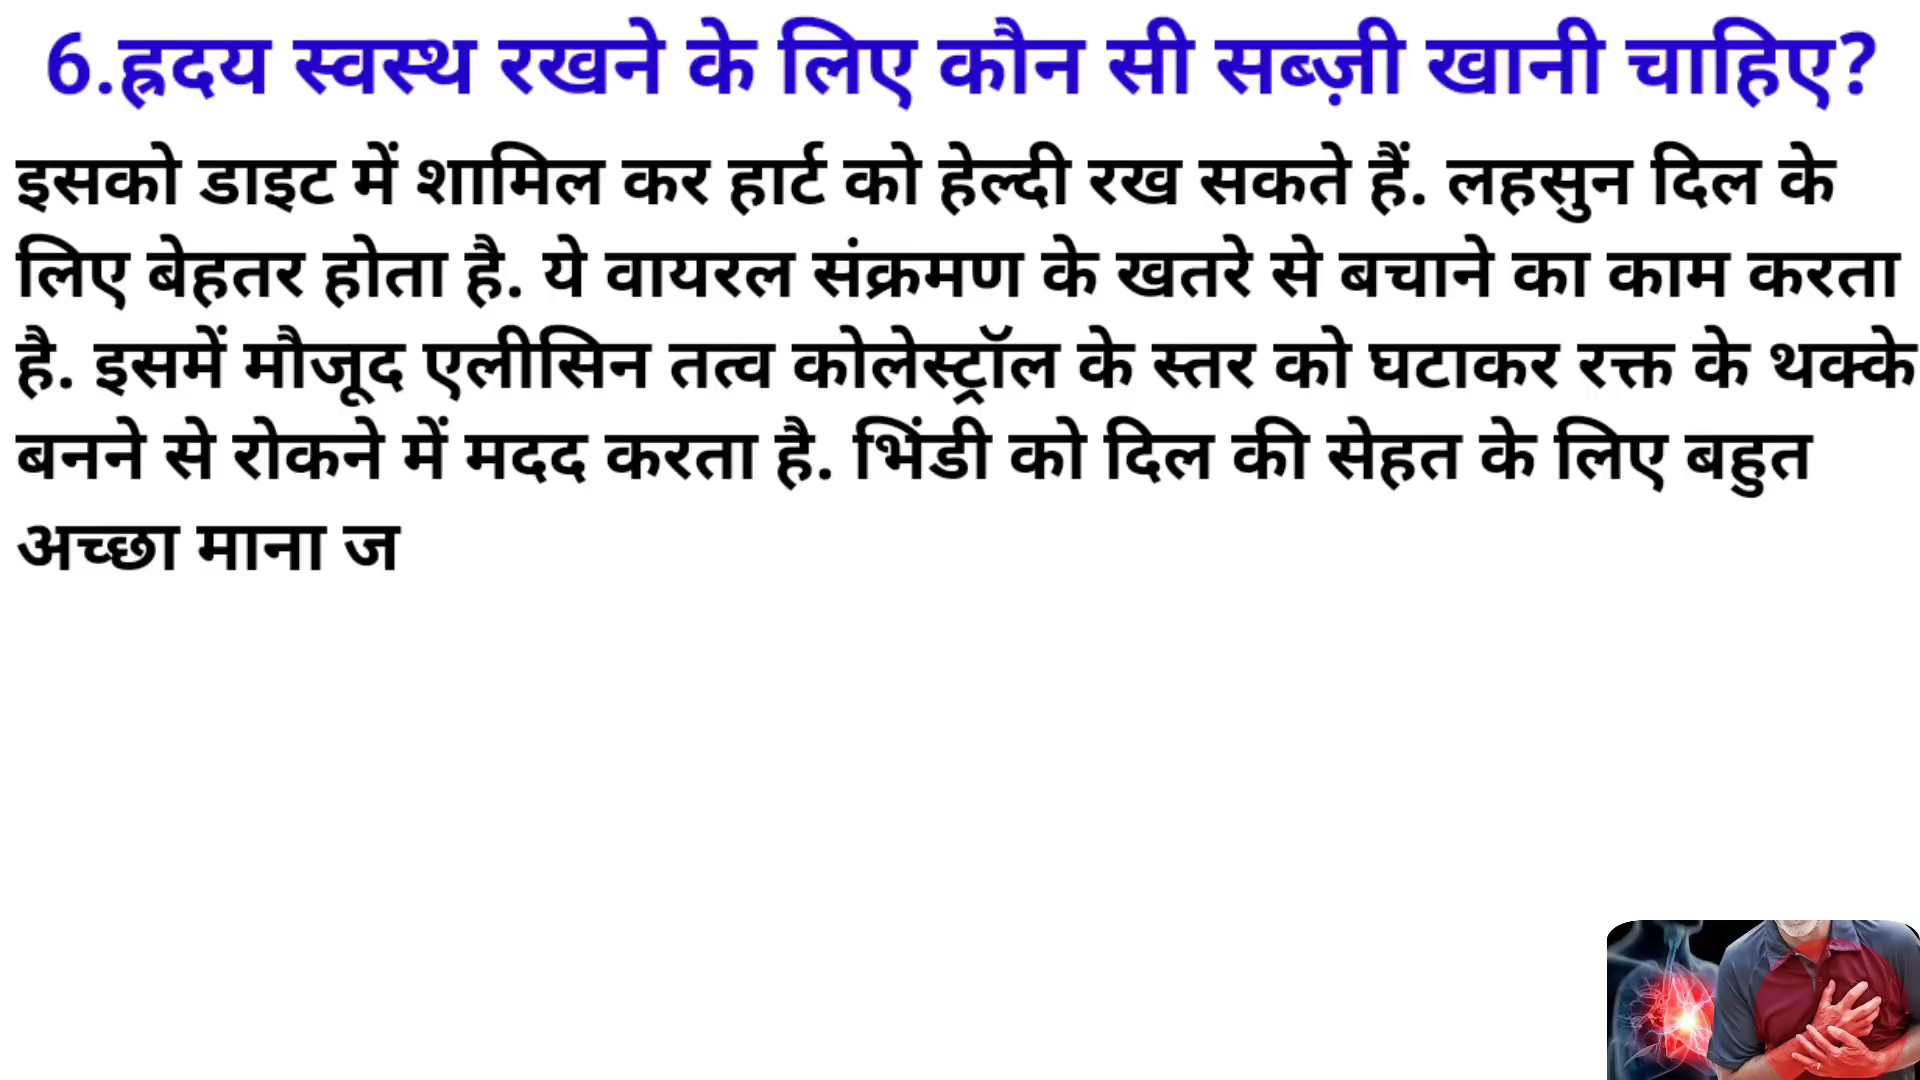 6.ह्रदय स्वस्थ रखने के लिए कौन सी सब्ज़ी खानी चाहिए?
इसको डाइट में शामिल कर हार्ट को हेल्दी रख सकते हैं. लहसुन दिल के
लिए बेहतर होता है. ये वायरल संक्रमण के खतरे से बचाने का काम करता
है. इसमें मौजूद एलीसिन तत्व कोलेस्ट्रॉल के स्तर को घटाकर रक्त के थक्के
बनने से रोकने में मदद करता है. भिंडी को दिल की सेहत के लिए बहुत
अच्छा माना ज